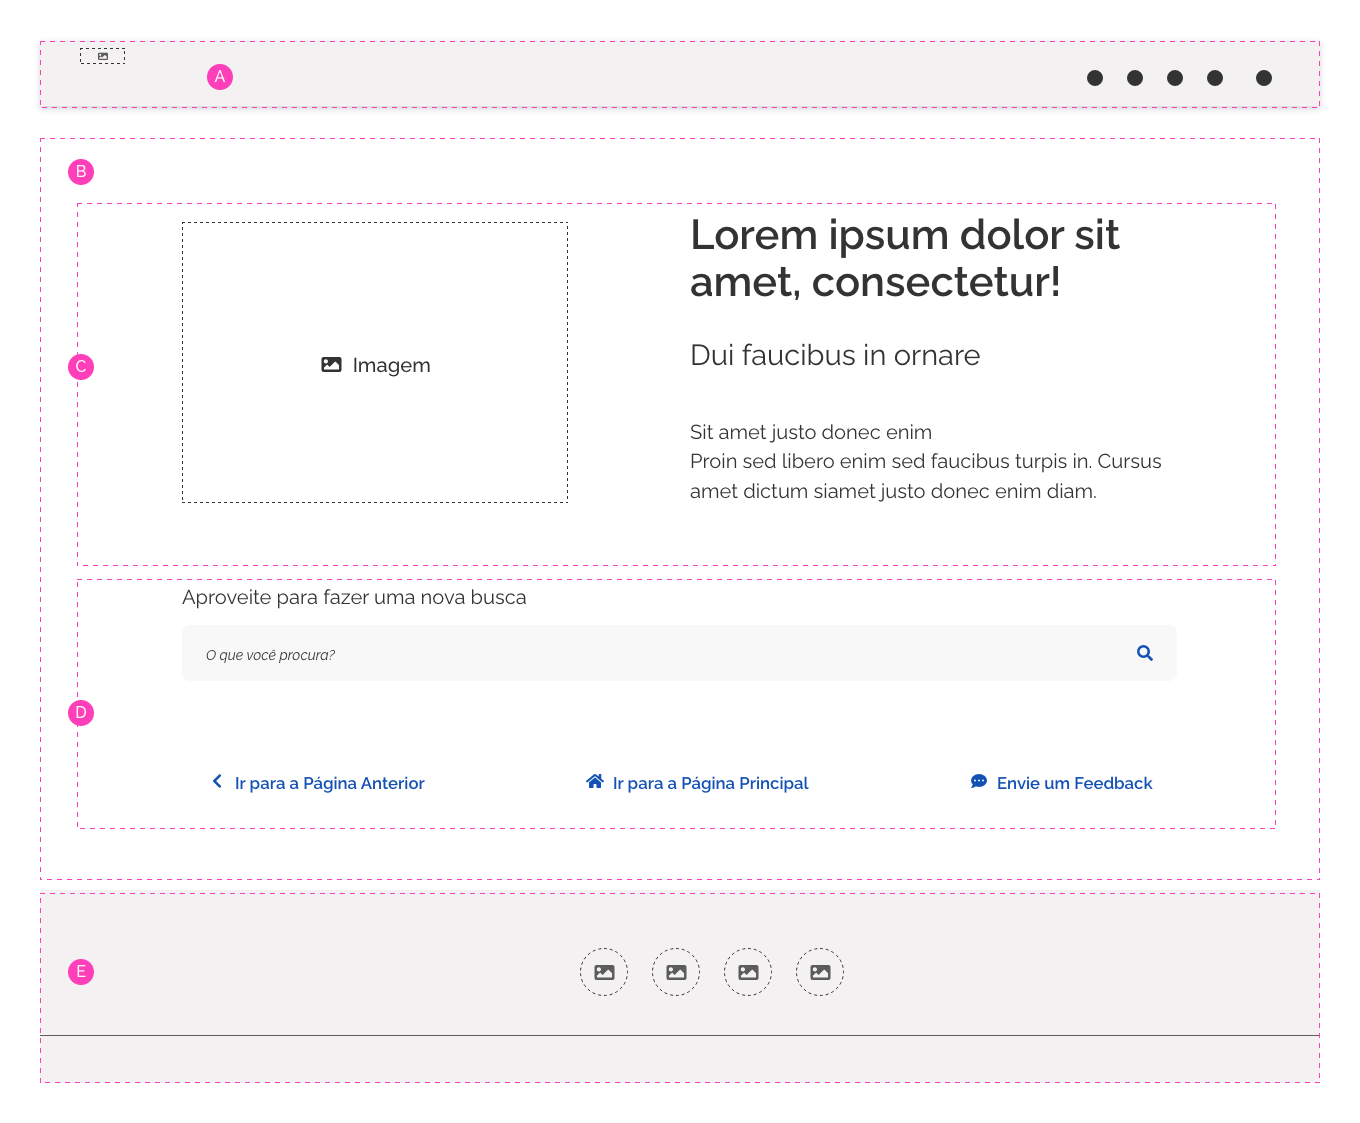 A
B
Lorem ipsum dolor sit
amet, consectetur!
C
Imagem
Dui faucibus in ornare
Sit amet justo donec enim
Proin sed libero enim sed faucibus turpis in. Cursus
amet dictum siamet justo donec enim diam.
Aproveite para fazer uma nova busca
O que você procura?
D
Ir para a Página Anterior
Ir para a Página Principal
Envie um Feedback
E